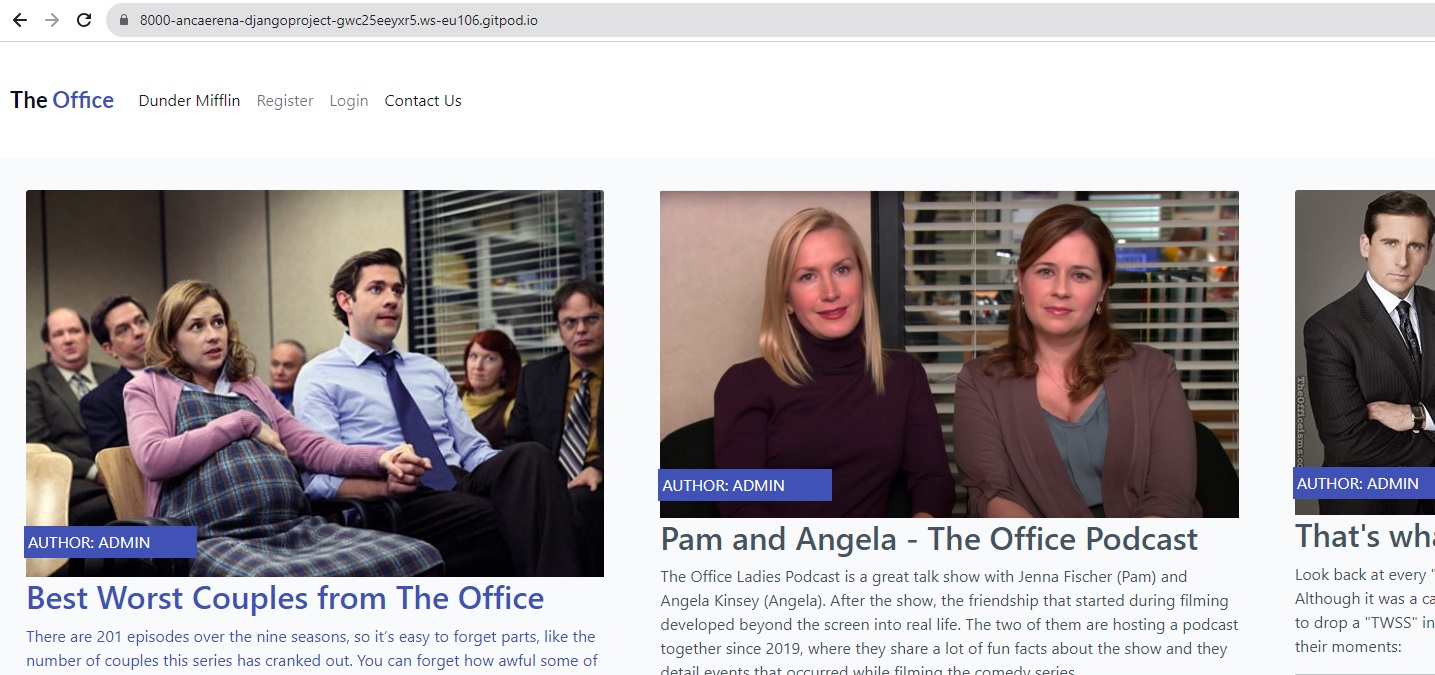 8000-ancaerena-djangoproject-gwc25eeyxr5.ws-eu106.gitpod.io
The Office Dunder Mifflin Register Login Contact Us
AUTHOR: ADMIN
Best Worst Couples from The Office
There are 201 episodes over the nine seasons, so it's easy to forget parts, like the
number of couples this series has cranked out. You can forget how awful some of
AUTHOR: ADMIN
Pam and Angela - The Office Podcast
The Office Ladies Podcast is a great talk show with Jenna Fischer (Pam) and
Angela Kinsey (Angela). After the show, the friendship that started during filming
developed beyond the screen into real life. The two of them are hosting a podcast
together since 2019, where they share a lot of fun facts about the show and they
detail events that occurred while filming the comedy series.
TheOfficeisms.co
AUTHOR: ADMIN
That's wh
Look back at every "
Although it was a ca
to drop a "TWSS" in
their moments: